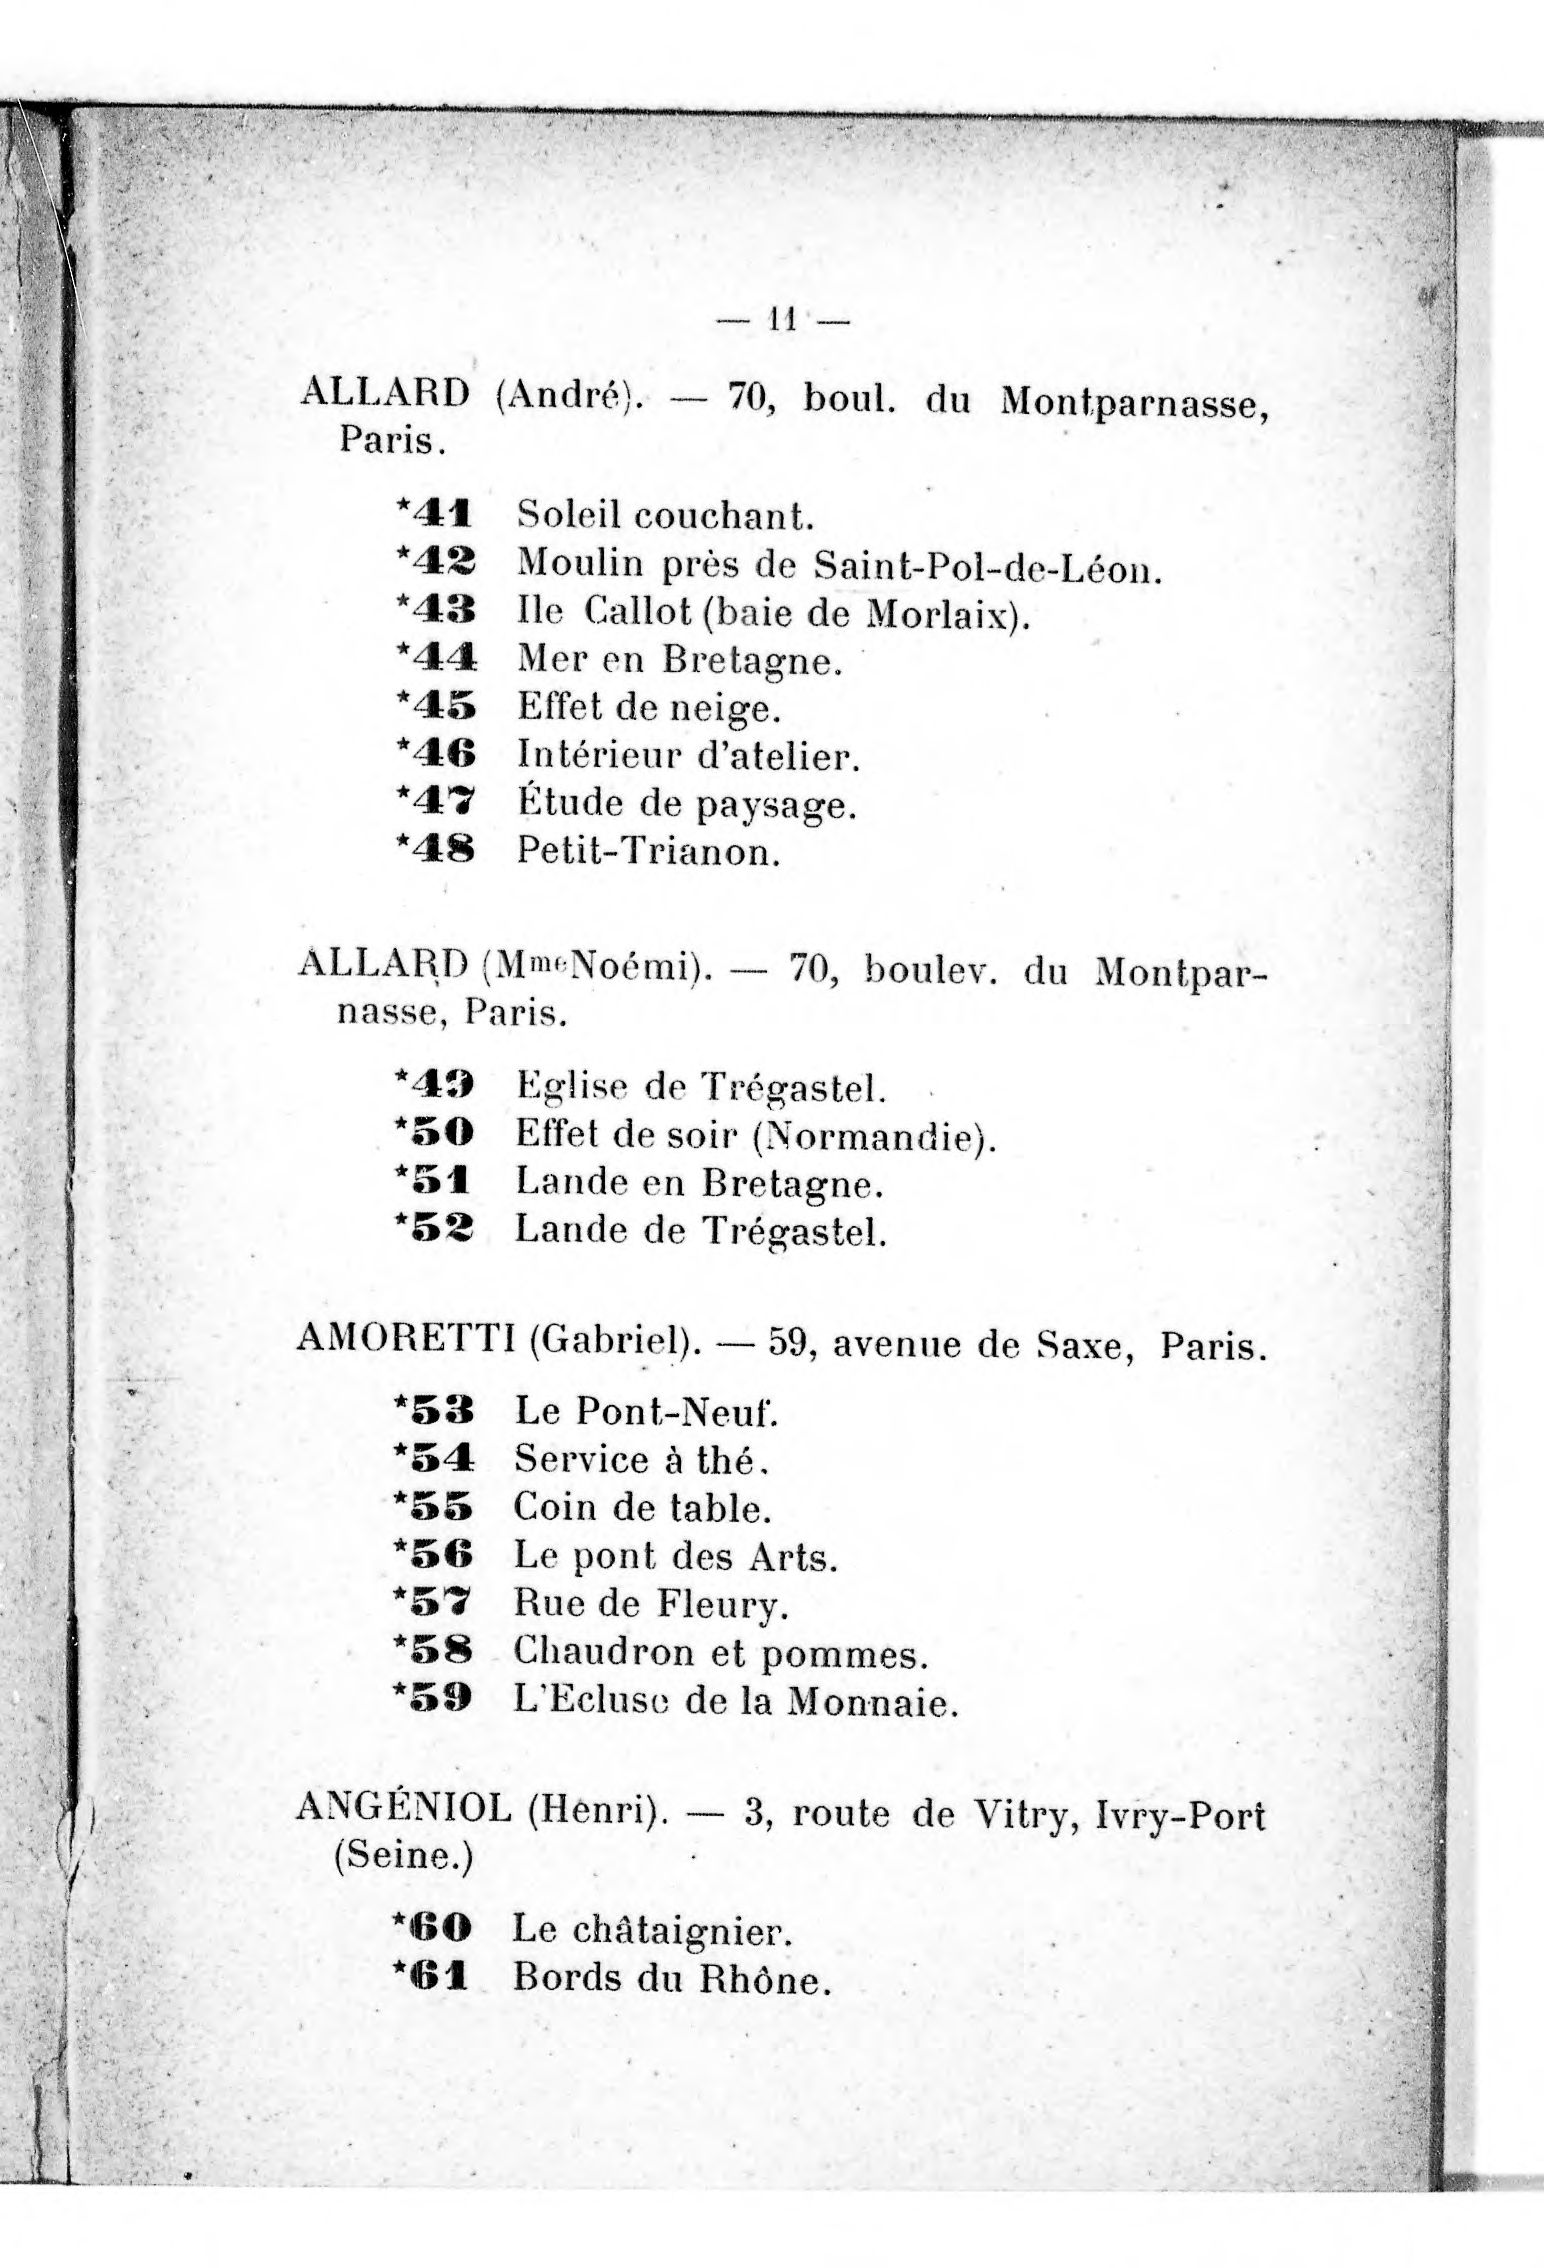 — 11 —
ALLARD (André). — 70, boul. du Montparnasse,
Paris.
*41 Soleil couchant.
*42 Moulin près de Saint-Pol-de-Léon.
*43 Ile Callot (baie de Morlaix).
*44 Mer en Bretagne.
*45 Effet de neige.
*46 Intérieur d'atelier.
*47 Étude de paysage.
*48 Petit-Trianon.
ALLARD (Mme Noémi). — 70, boulev. du Montpar-
nasse, Paris.
*49 Eglise de Trégastel.
*50 Effet de soir (Normandie).
*51 Lande en Bretagne.
*52 Lande de Trégastel.
AMORETTI (Gabriel). — 59, avenue de Saxe, Paris.
*53 Le Pont-Neuf.
*54 Service à thé.
*55 Coin de table.
*56 Le pont des Arts.
*57 Rue de Fleury.
*58 Chaudron et pommes.
*59 L'Ecluse de la Monnaie.
ANGÉNIOL (Henri). — 3, route de Vitry, Ivry-Port
(Seine.)
*60 Le châtaignier.
*61 Bords du Rhône.